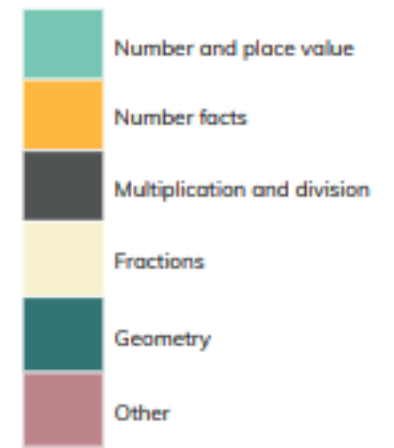 Number and place value
Number facts
Multiplication and division
Fractions
Geometry
Other